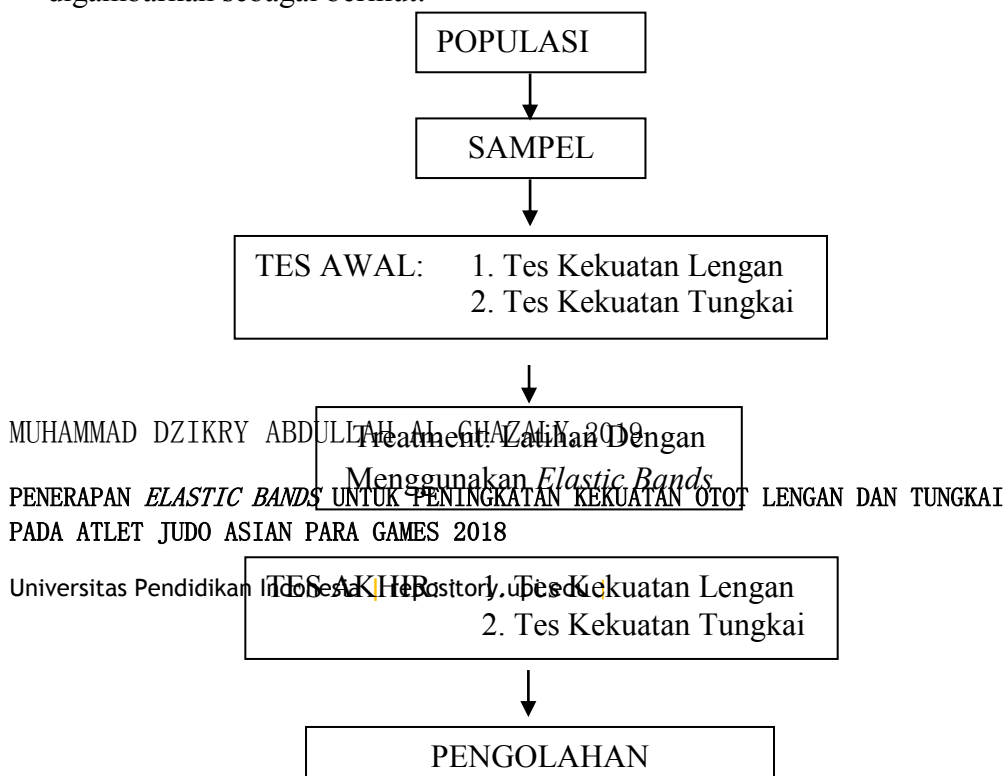 digambarkan sebagai berikut:
POPULASI
SAMPEL
TES AWAL: 1. Tes Kekuatan Lengan
2. Tes Kekuatan Tungkai
MUHAMMAD DZIKRY ABDULLAH AL GHAZALY, 2019
Treatment: Latihan Dengan
Menggunakan Elastic Bands
PENERAPAN ELASTIC BANDS UNTUK PENINGKATAN KEKUATAN OTOT LENGAN DAN TUNGKAI
PADA ATLET JUDO ASIAN PARA GAMES 2018
Universitas Pendidikan Indonesia | repository.upi.edu |
TES AKHIR: 1. Tes Kekuatan Lengan
2. Tes Kekuatan Tungkai
PENGOLAHAN